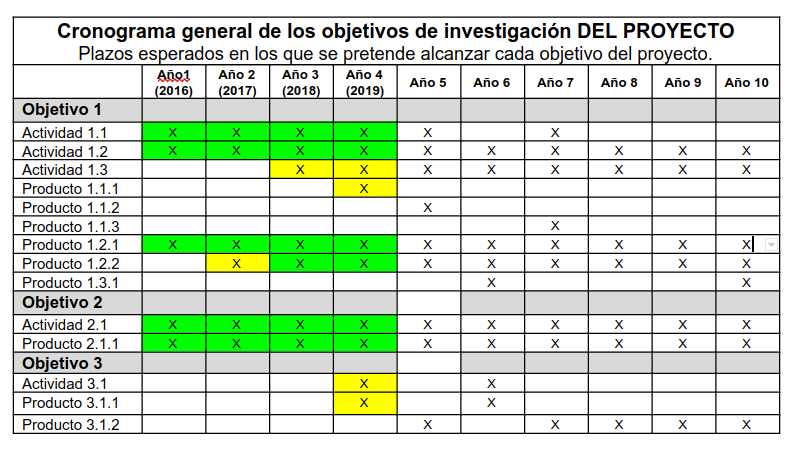 Cronograma general de los objetivos de investigación DEL PROYECTO
Plazos esperados en los que se pretende alcanzar cada objetivo del proyecto.
Año1 (2016) Año 2 (2017) Año 3 (2018) Año 4 (2019) Año 5 Año 6 Año 7 Año 8 Año 9 Año 10
Objetivo 1
Actividad 1.1 X X X X X X
Actividad 1.2 X X X X X X X X X X
Actividad 1.3 X X X X X X X X
Producto 1.1.1 X
Producto 1.1.2 X
Producto 1.1.3 X
Producto 1.2.1 X X X X X X X X X X
Producto 1.2.2 X X X X X X X X X
Producto 1.3.1 X X
Objetivo 2
Actividad 2.1 X X X X X X X X X X
Producto 2.1.1 X X X X X X X X X X
Objetivo 3
Actividad 3.1 X X
Producto 3.1.1 X X
Producto 3.1.2 X X X X X